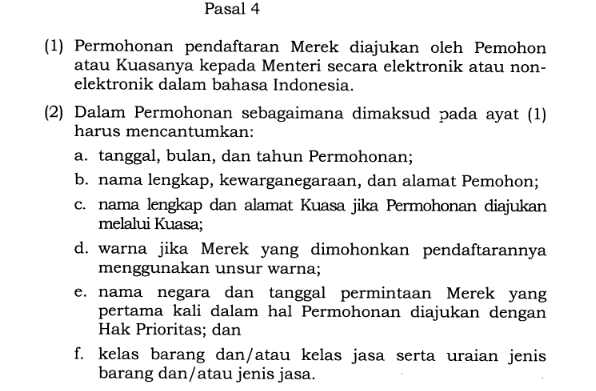 Pasal 4
(1) Permohonan pendaftaran Merek diajukan oleh Pemohon
atau Kuasanya kepada Menteri secara elektronik atau non-
elektronik dalam bahasa Indonesia.
(2) Dalam Permohonan sebagaimana dimaksud pada ayat (1)
harus mencantumkan:
a. tanggal, bulan, dan tahun Permohonan;
b. nama lengkap, kewarganegaraan, dan alamat Pemohon;
c. nama lengkap dan alamat Kuasa jika Permohonan diajukan
melalui Kuasa;
d. warna jika Merek yang dimohonkan pendaftarannya
menggunakan unsur warna;
e. nama negara dan tanggal permintaan Merek yang
pertama kali dalam hal Permohonan diajukan dengan
Hak Prioritas; dan
f. kelas barang dan/atau kelas jasa serta uraian jenis
barang dan/atau jenis jasa.